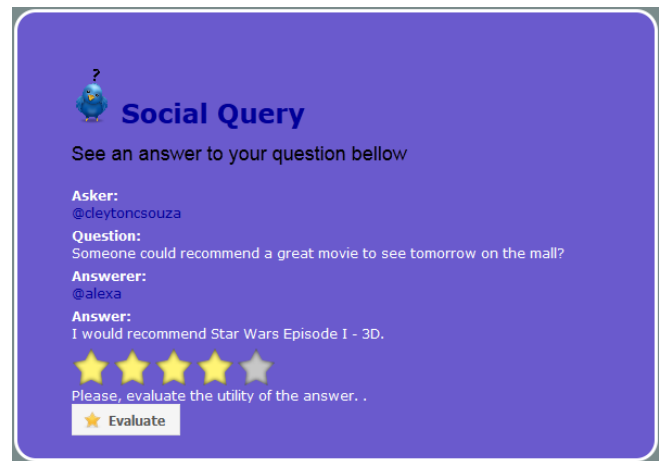 ?
Social Query
See an answer to your question bellow
Asker:
@cleytoncsouza
Question:
Someone could recommend a great movie to see tomorrow on the mall?
Answerer:
@alexa
Answer:
I would recommend Star Wars Episode I - 3D.
Please, evaluate the utility of the answer. .
Evaluate